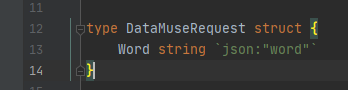 11
12 type DataMuseRequest struct {
13 Word string `json:"word"`
14 }